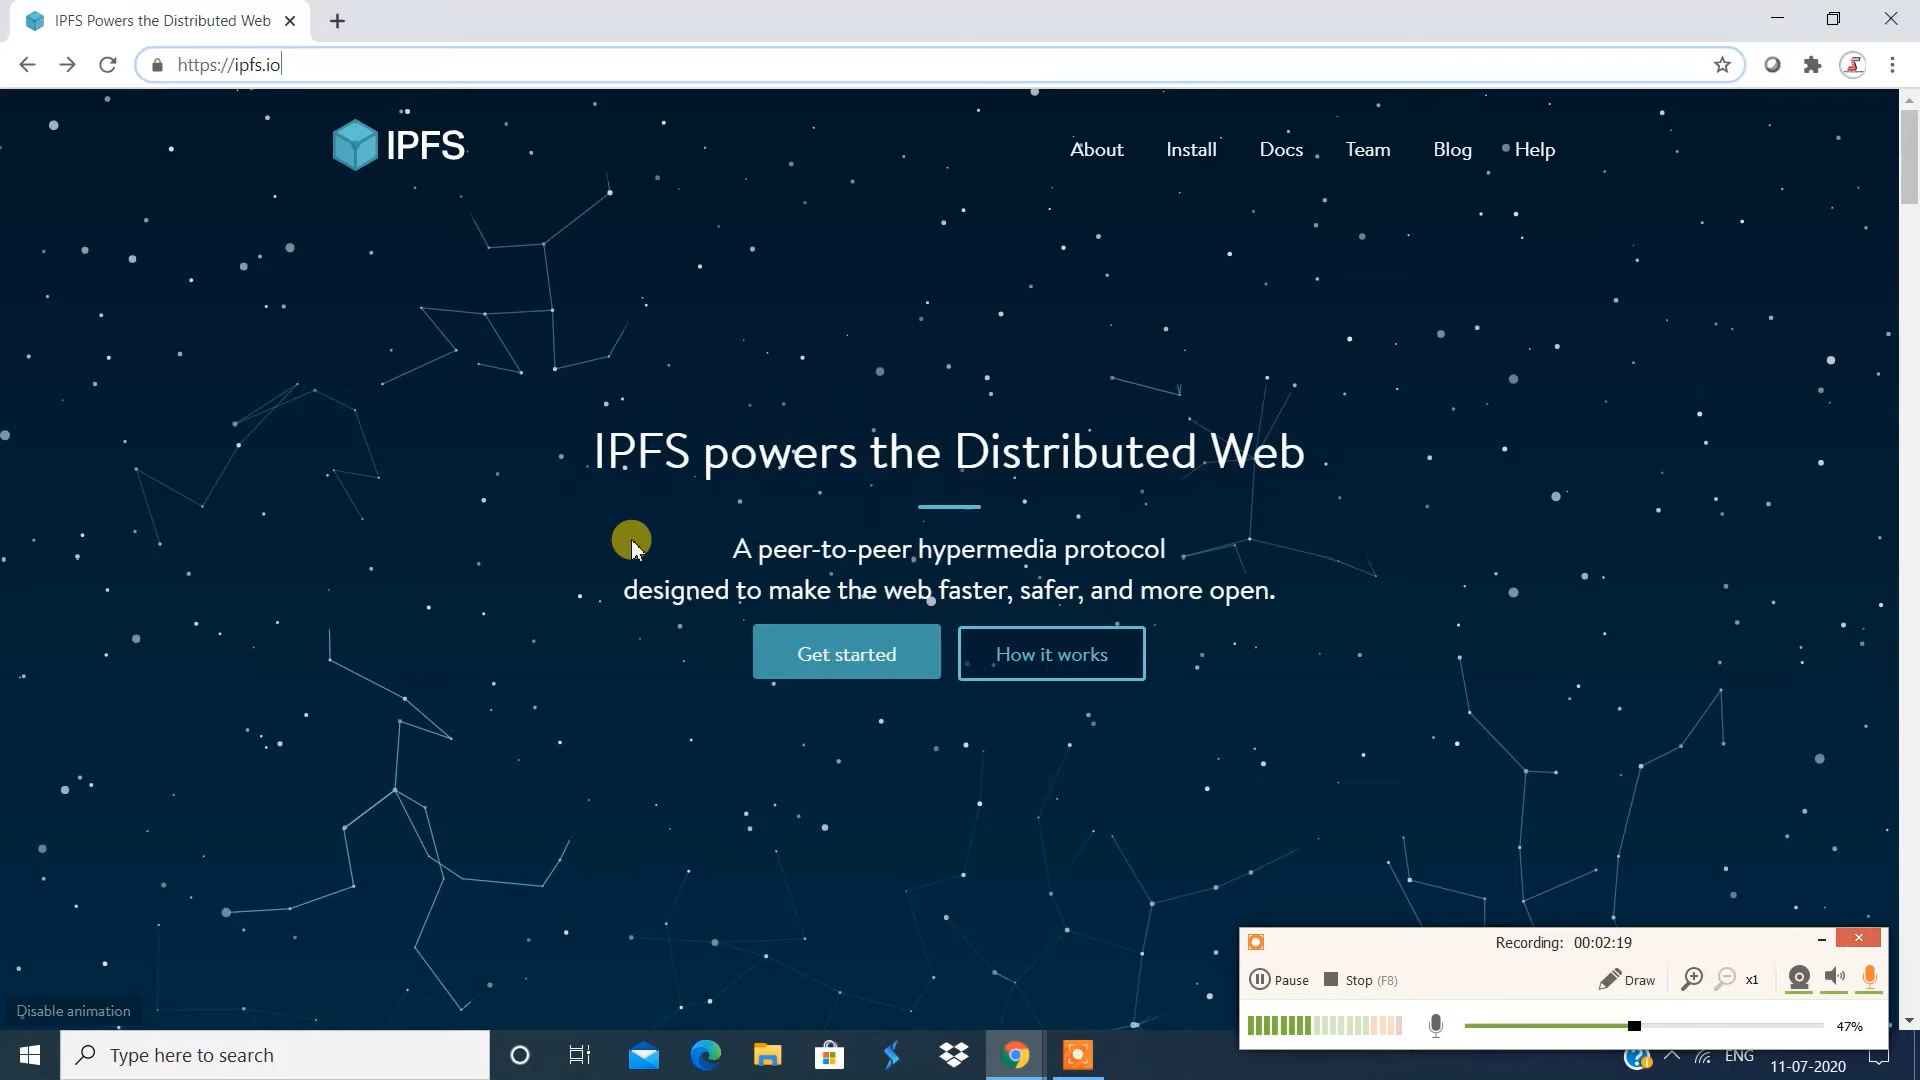 IPFS Powers the Distributed Web
https://ipfs.io
IPFS
About Install Docs Team Blog Help
IPFS powers the Distributed Web
A peer-to-peer hypermedia protocol
designed to make the web faster, safer, and more open.
Get started How it works
Disable animation
Recording: 00:02:19
Pause Stop (F8) Draw x1
47%
Type here to search
ENG
11-07-2020